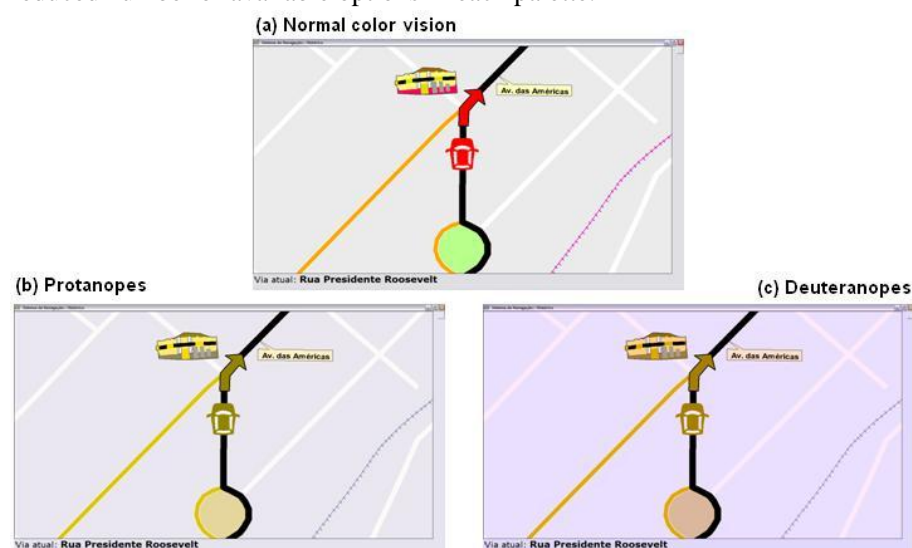 (a) Normal color vision
Av. das Américas
Via atual: Rua Presidente Roosevelt
(b) Protanopes
(c) Deuteranopes
Av. das Américas
Av. das Américas
Via atual: Rua Presidente Roosevelt
Via atual: Rua Presidente Roosevelt